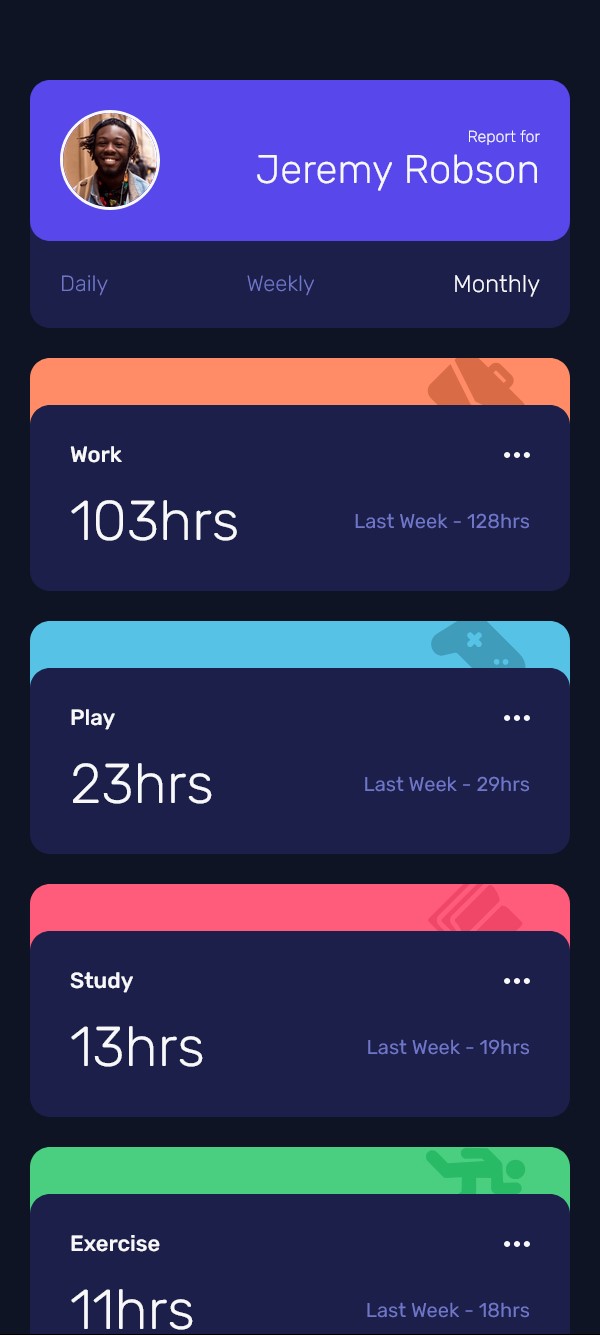 Report for
Jeremy Robson
Daily Weekly Monthly
Work
103hrs Last Week - 128hrs
Play
23hrs Last Week - 29hrs
Study
13hrs Last Week - 19hrs
Exercise
11hrs Last Week - 18hrs